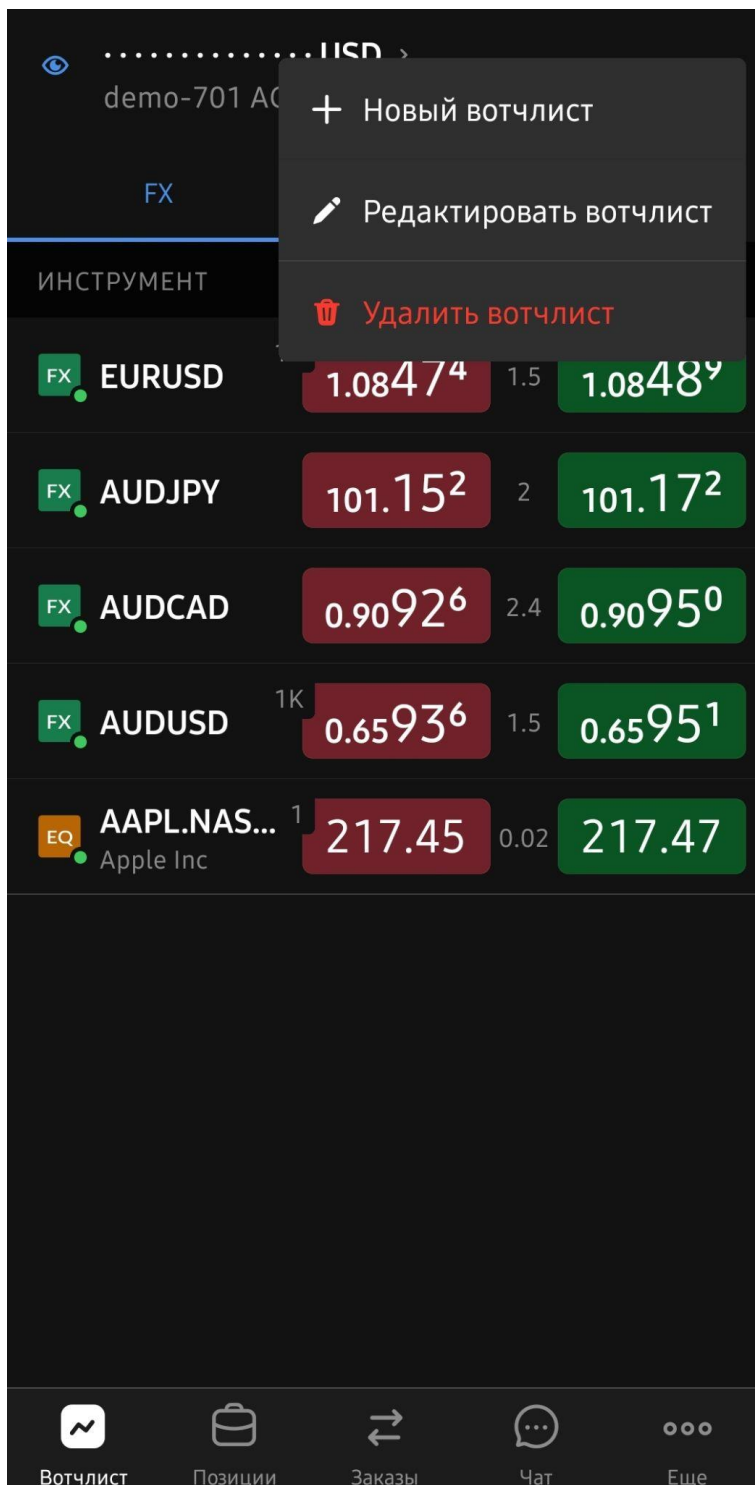 ..............USD >
demo-701 AC
+ Новый вотчлист
FX
Редактировать вотчлист
ИНСТРУМЕНТ
Удалить вотчлист
FX EURUSD 1.08474 1.5 1.08489
FX AUDJPY 101.152 2 101.172
FX AUDCAD 0.90926 2.4 0.90950
FX AUDUSD 1K 0.65936 1.5 0.65951
EQ AAPL.NAS... 1 217.45 0.02 217.47
Apple Inc
Вотчлист Позиции Заказы Чат Еще